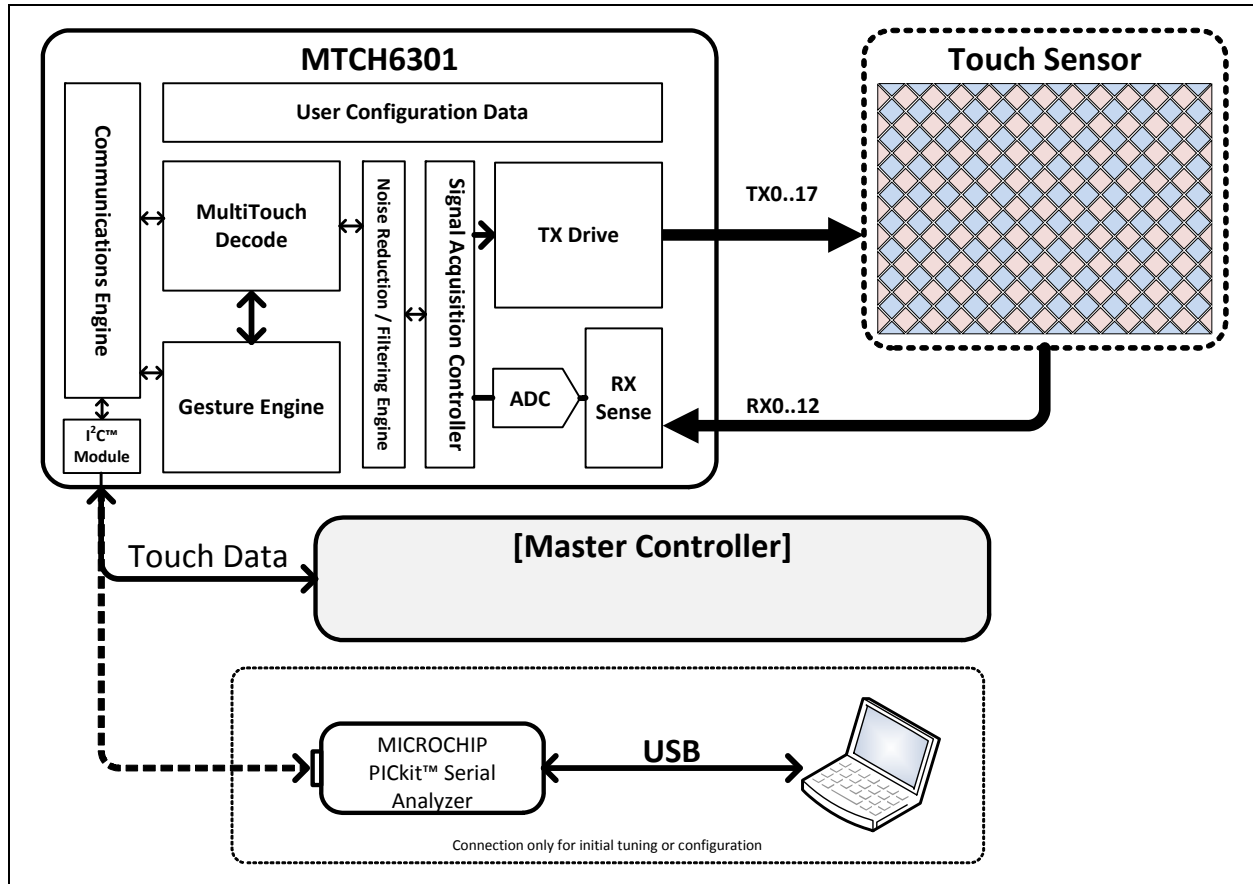 MTCH6301
User Configuration Data
Communications Engine
MultiTouch
Decode
Noise Reduction / Filtering Engine
Signal Acquisition Controller
TX Drive
Gesture Engine
ADC
RX
Sense
I²C™
Module
TX0..17
RX0..12
Touch Sensor
Touch Data
[Master Controller]
MICROCHIP
PICkit™ Serial
Analyzer
USB
Connection only for initial tuning or configuration